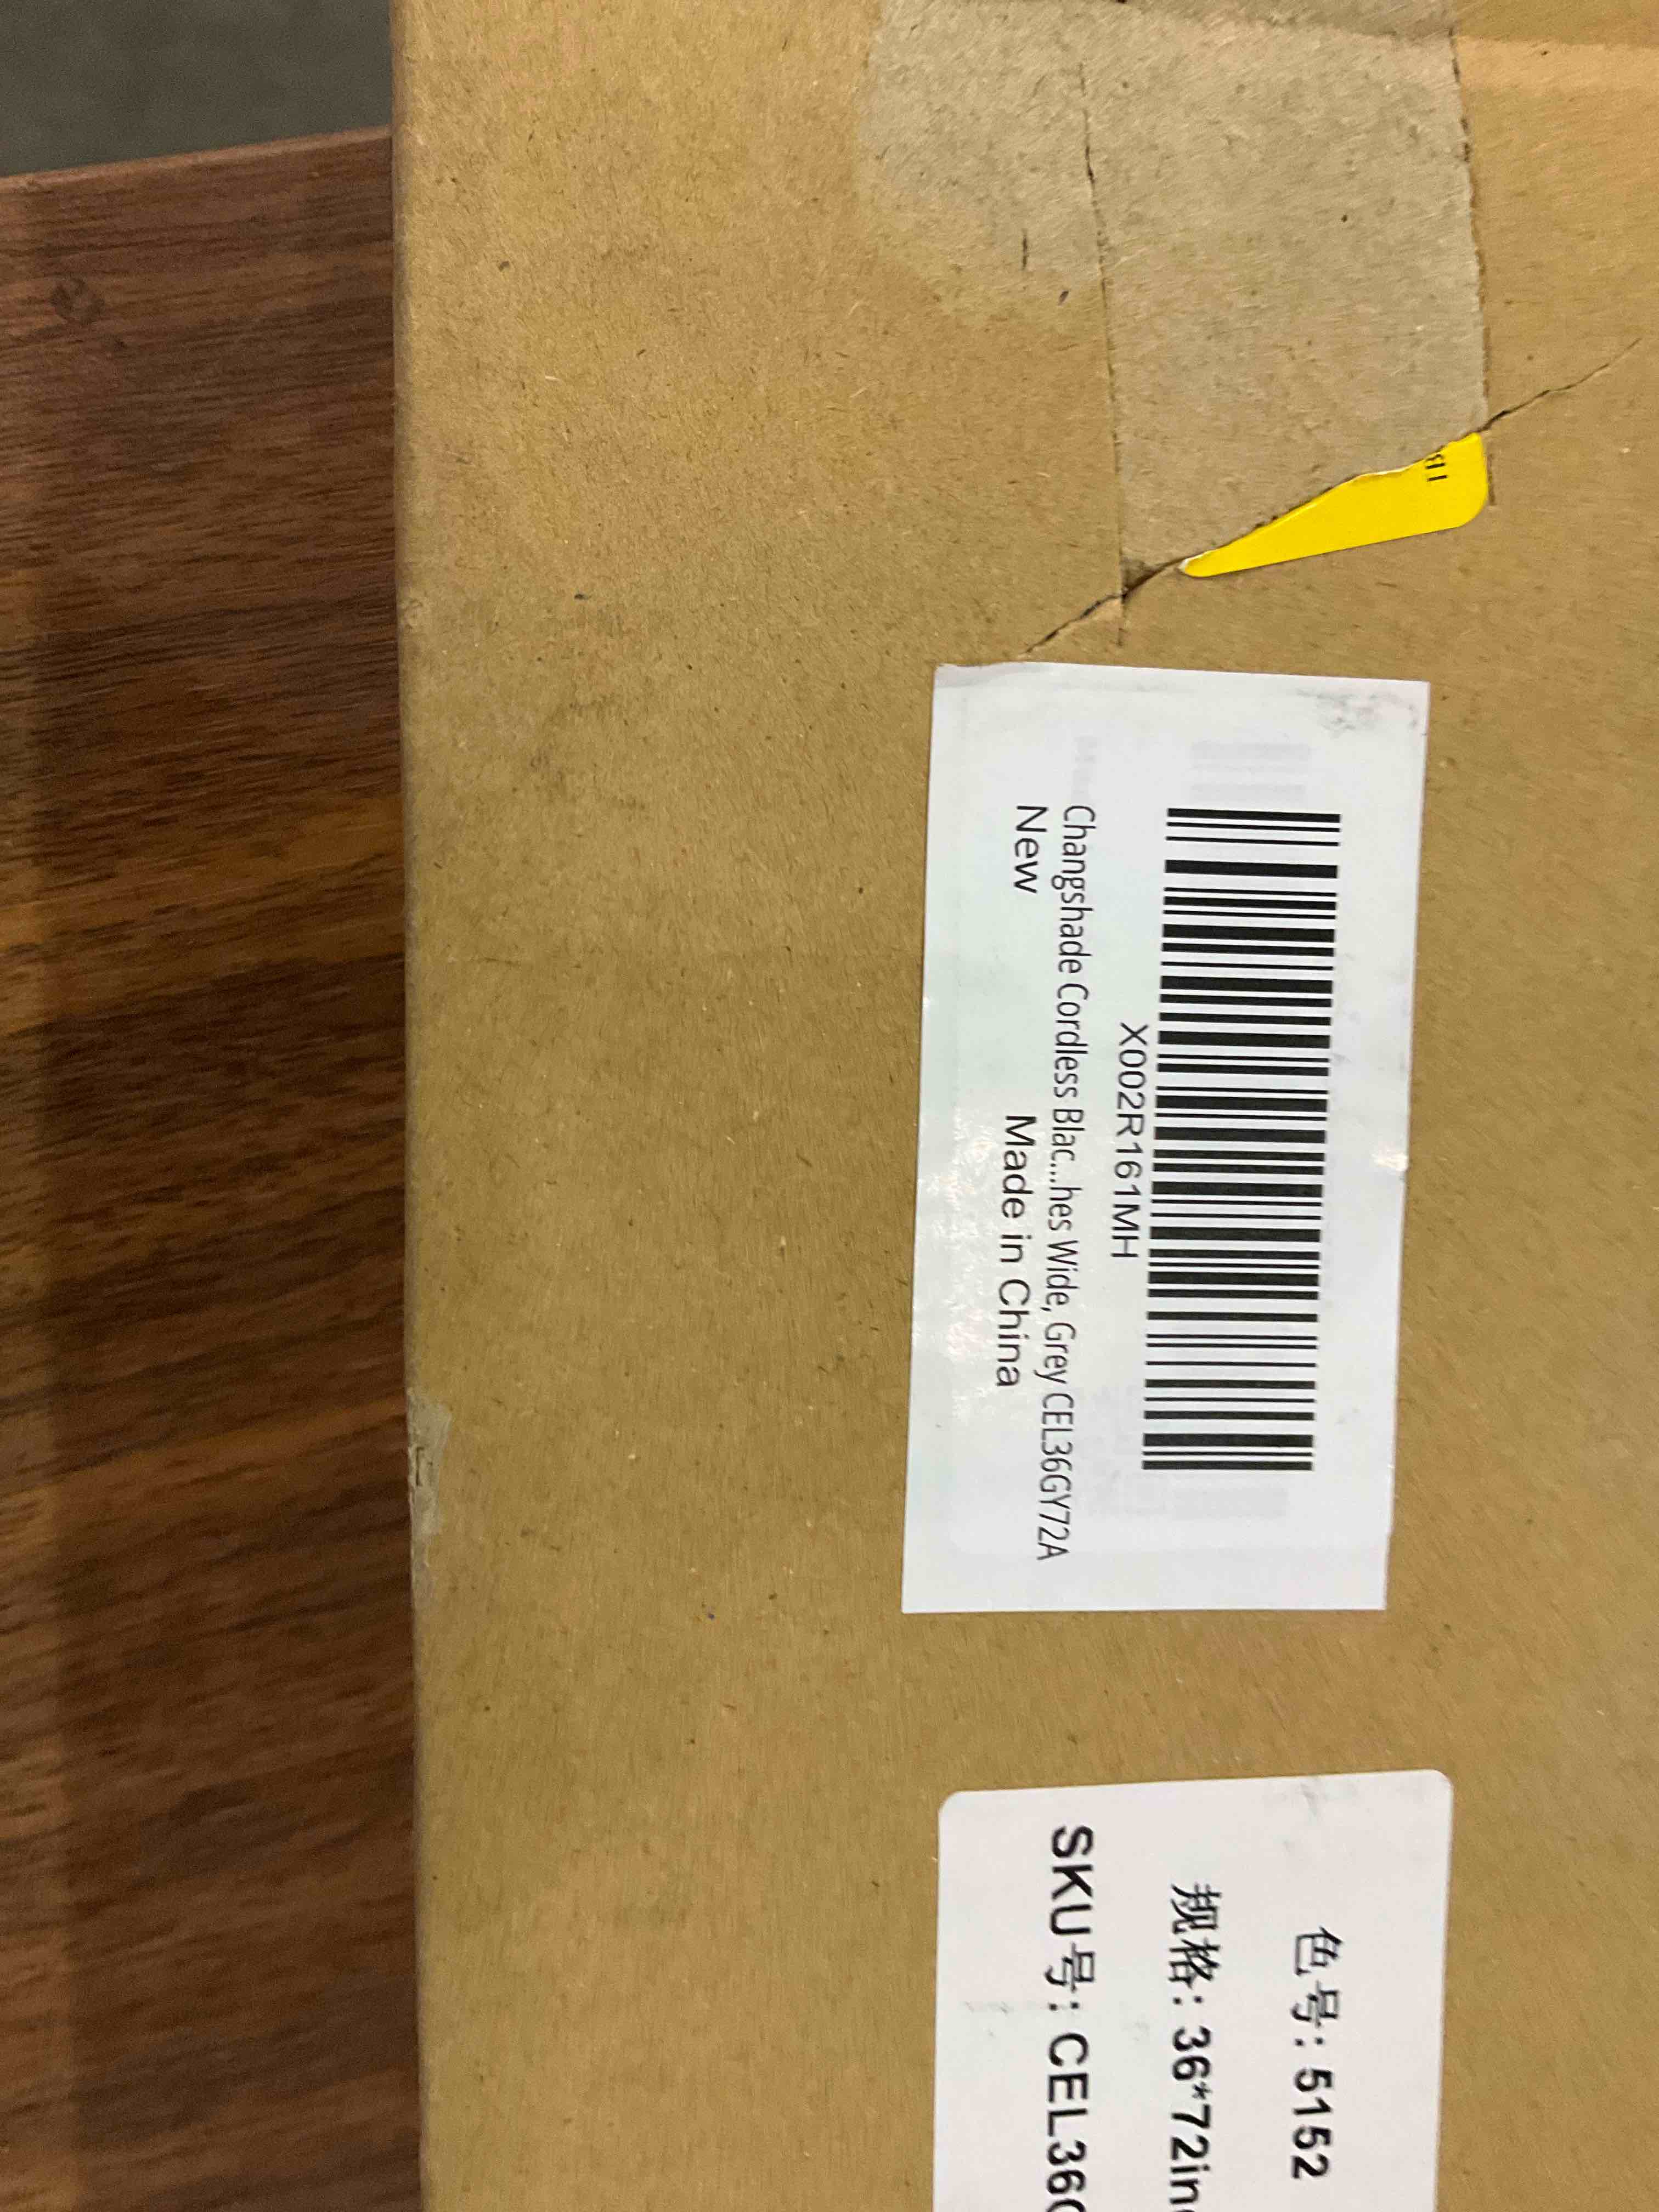 X002R161MH
Changshade Cordless Blac...hes Wide, Grey CEL36GY72A
New
Made in China
色号: 5152
规格: 36*72in
SKU号: CEL36